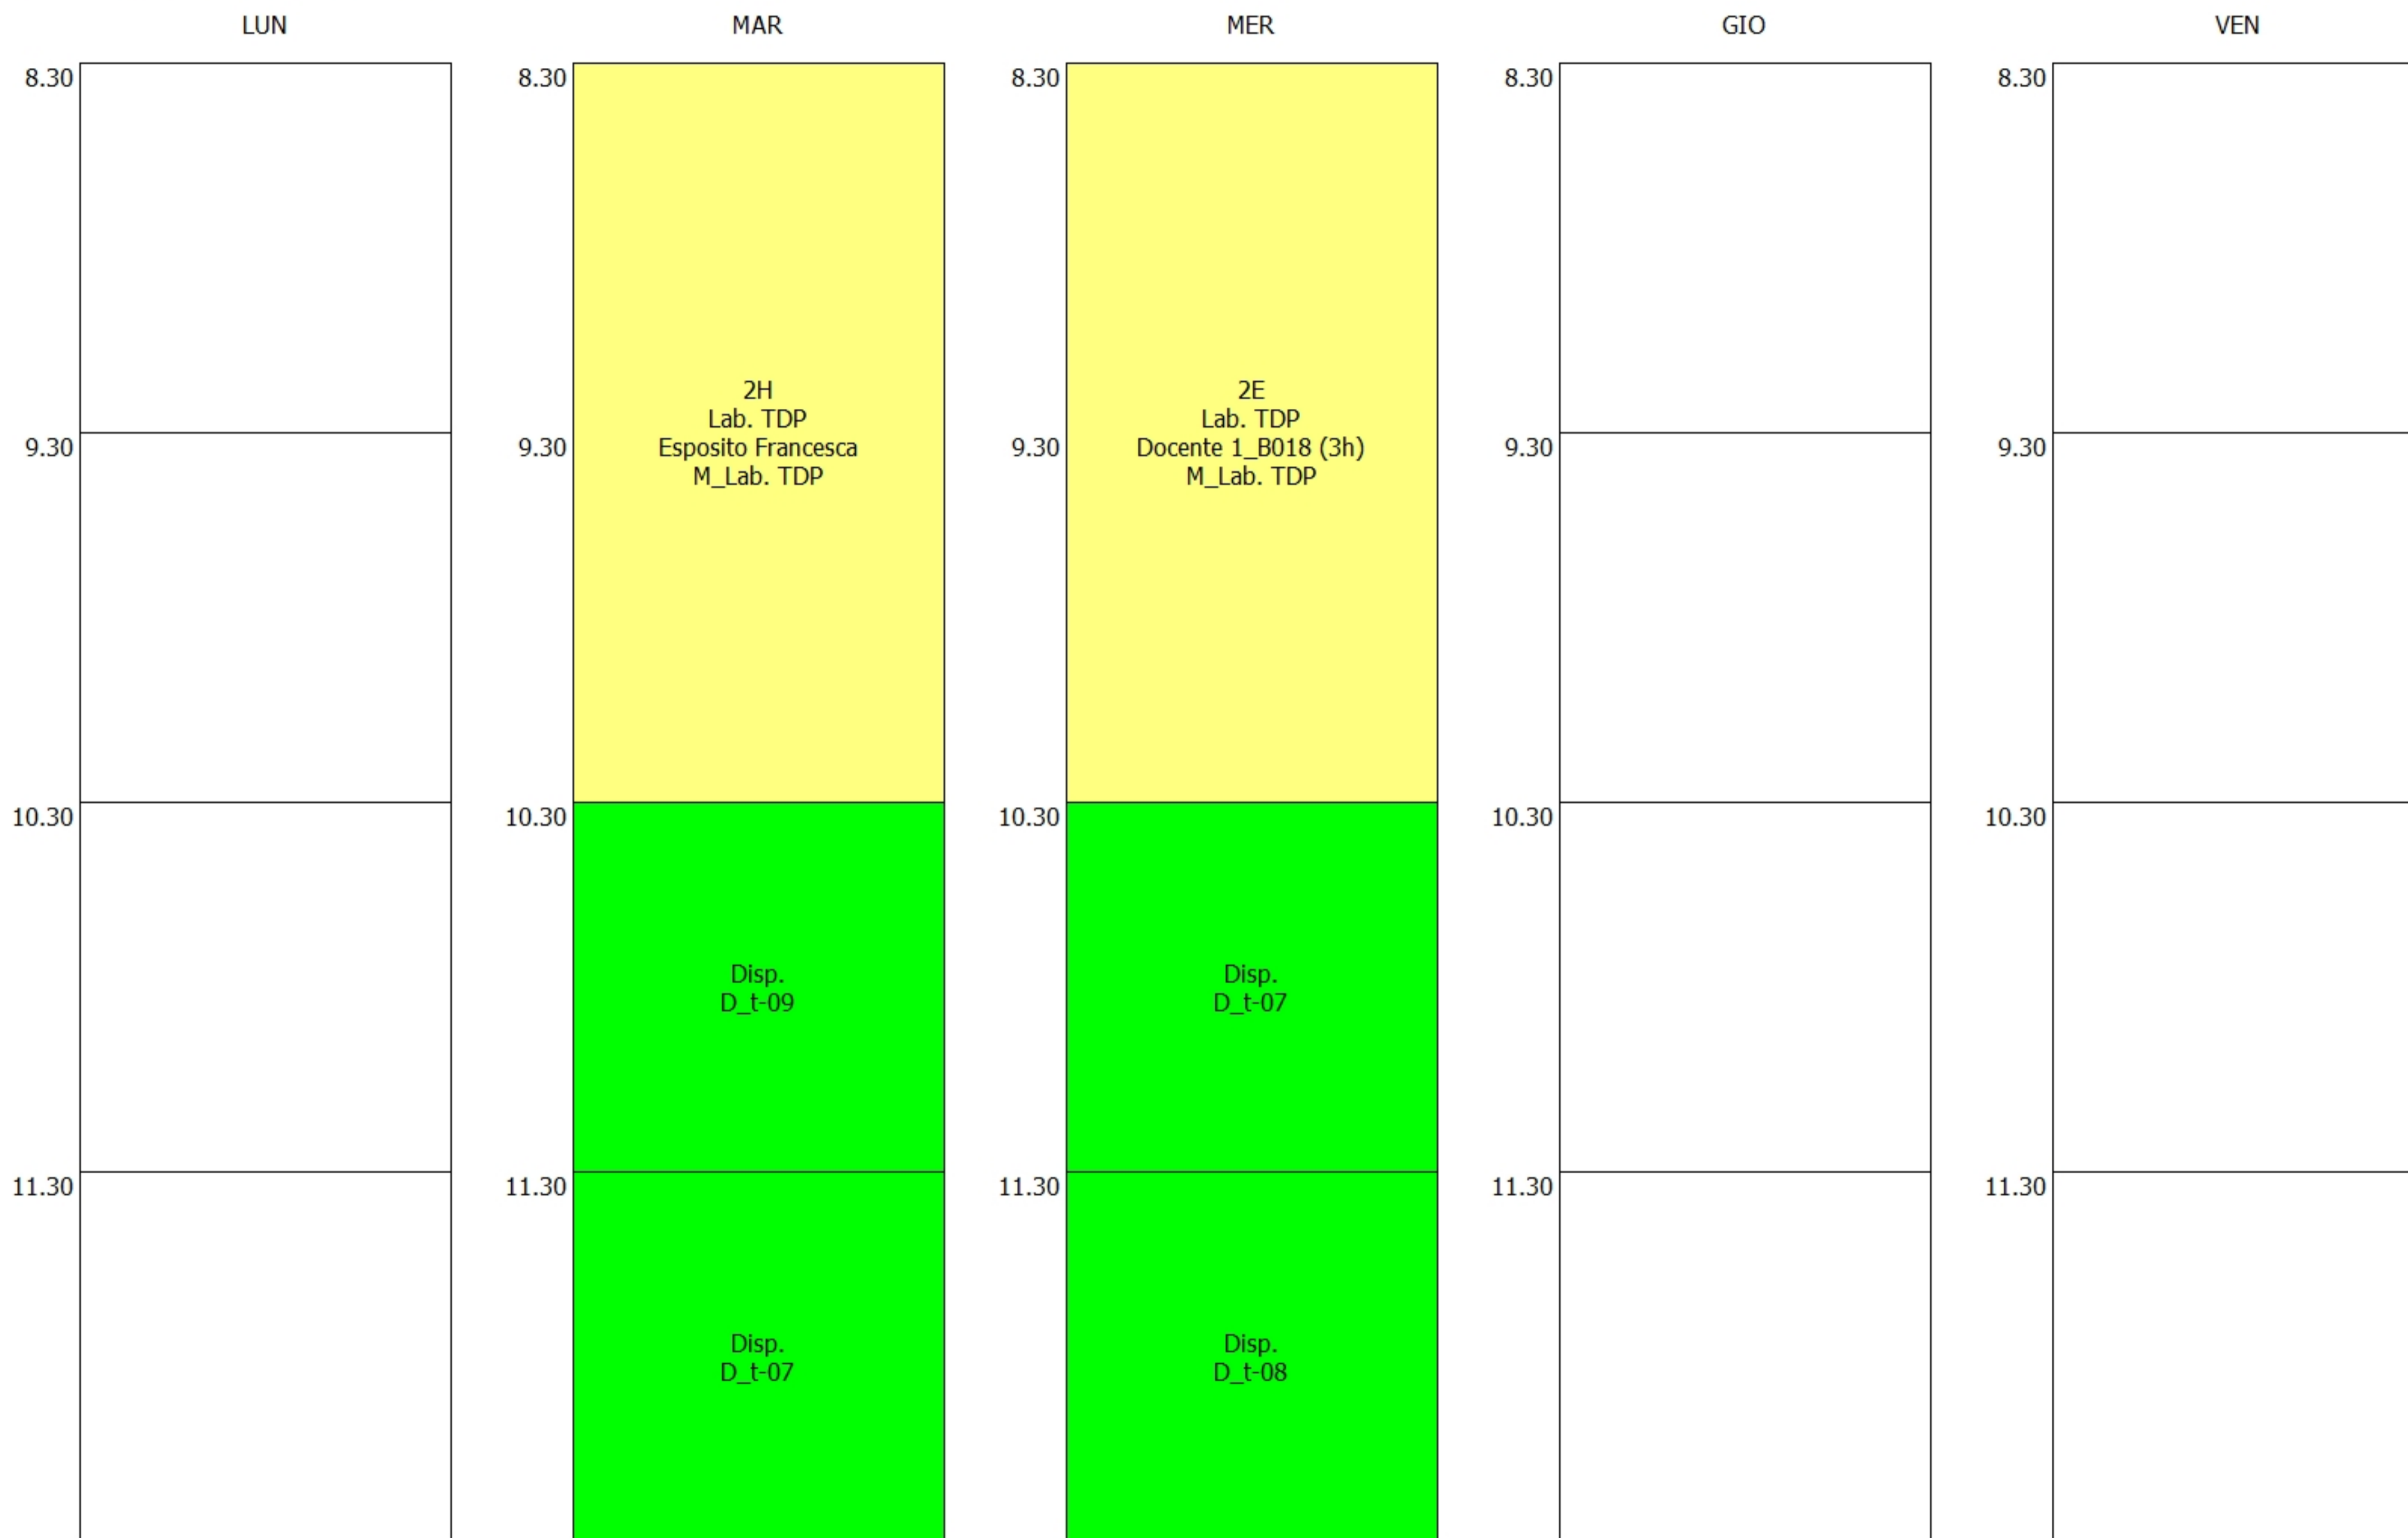 LUN
MAR
MER
GIO
VEN
8.30
8.30
8.30
8.30
8.30
2H
Lab. TDP
Esposito Francesca
M_Lab. TDP
2E
Lab. TDP
Docente 1_B018 (3h)
M_Lab. TDP
9.30
9.30
9.30
9.30
9.30
10.30
10.30
10.30
10.30
10.30
Disp.
D_t-09
Disp.
D_t-07
11.30
11.30
11.30
11.30
11.30
Disp.
D_t-07
Disp.
D_t-08